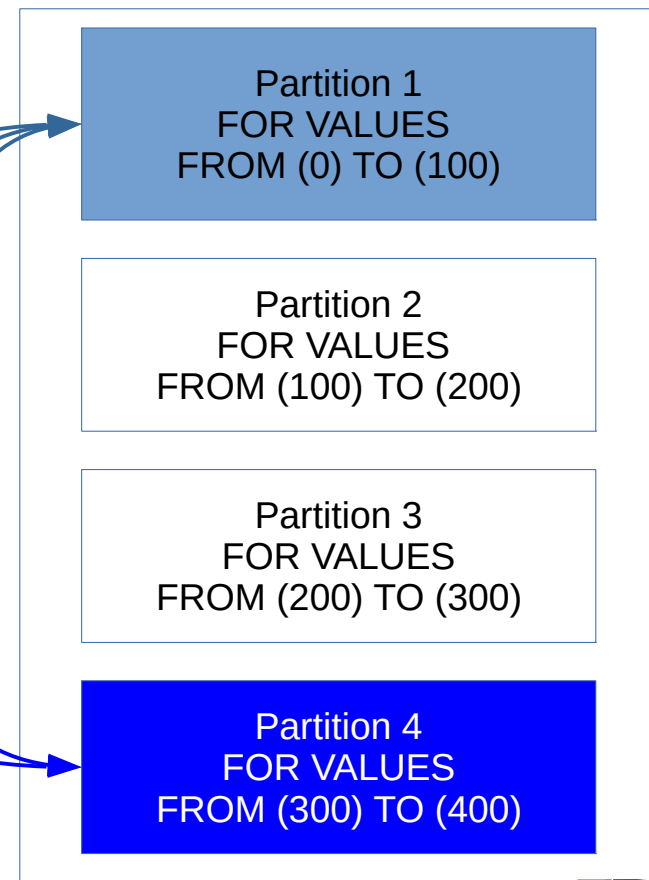 Partition 1
FOR VALUES
FROM (0) TO (100)
Partition 2
FOR VALUES
FROM (100) TO (200)
Partition 3
FOR VALUES
FROM (200) TO (300)
Partition 4
FOR VALUES
FROM (300) TO (400)